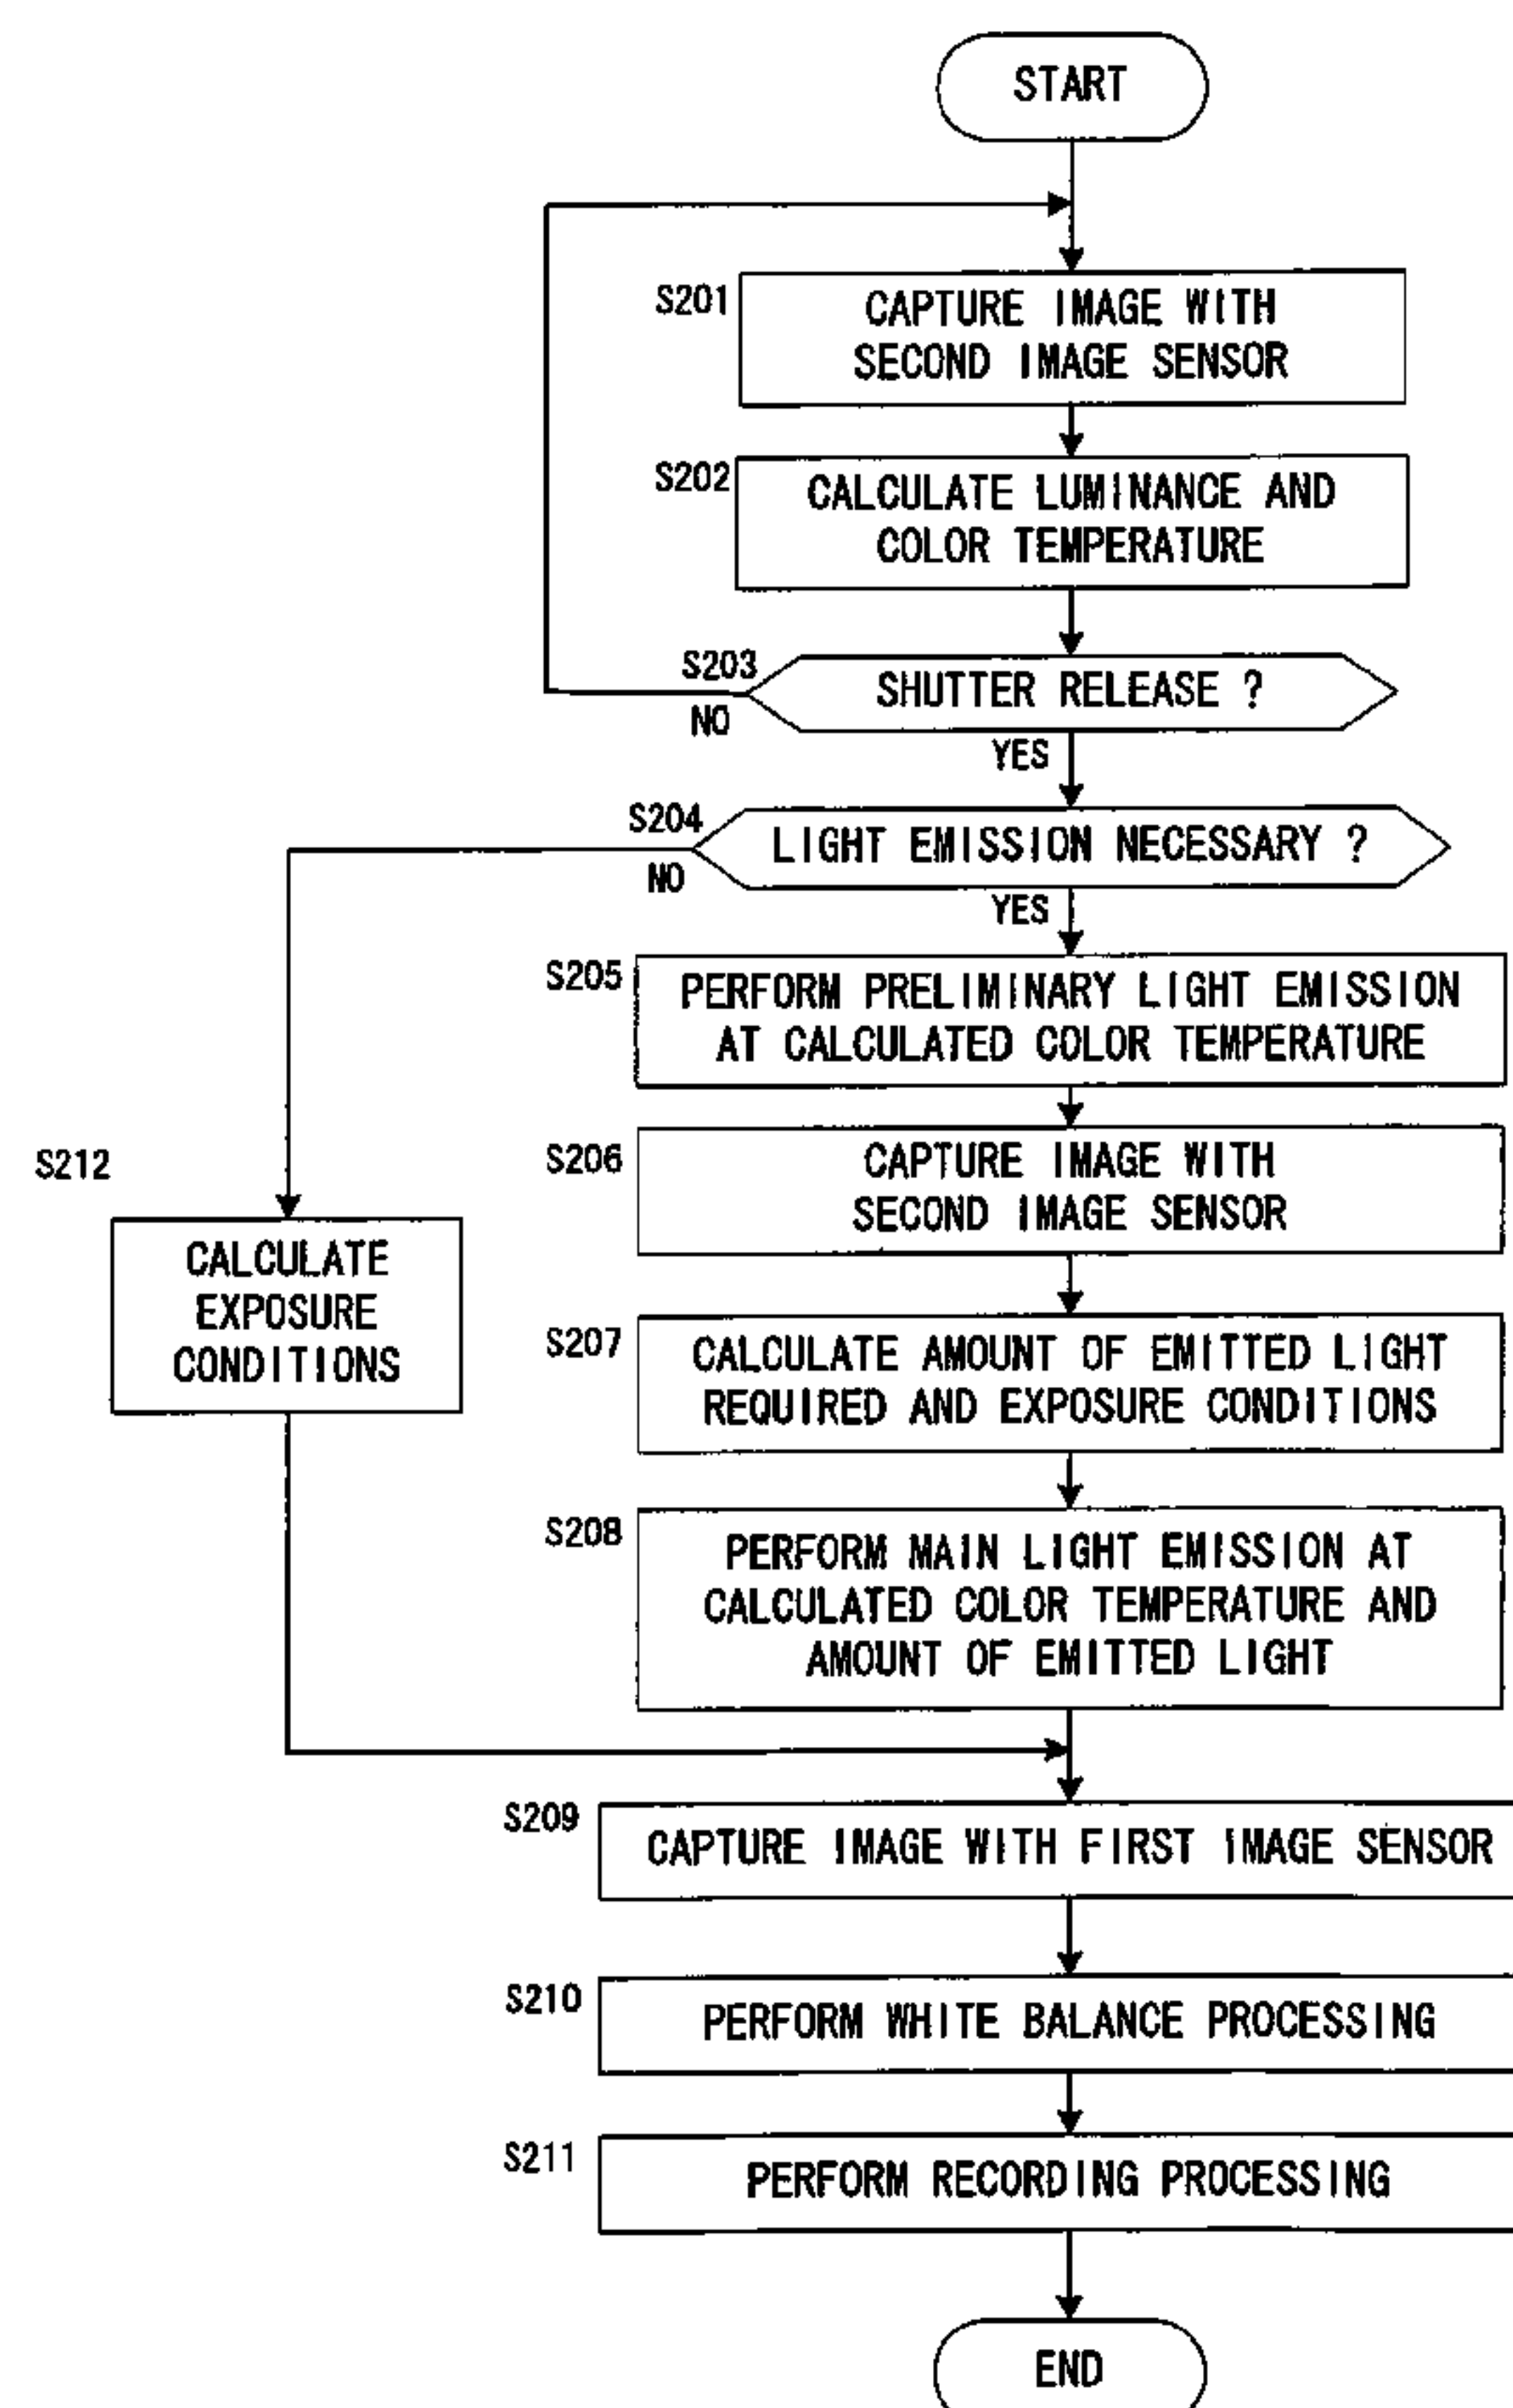 START
S201
CAPTURE IMAGE WITH
SECOND IMAGE SENSOR
S202
CALCULATE LUMINANCE AND
COLOR TEMPERATURE
S203
SHUTTER RELEASE ?
NO
YES
S204
LIGHT EMISSION NECESSARY ?
NO
YES
S205
PERFORM PRELIMINARY LIGHT EMISSION
AT CALCULATED COLOR TEMPERATURE
S206
CAPTURE IMAGE WITH
SECOND IMAGE SENSOR
S212
CALCULATE
EXPOSURE
CONDITIONS
S207
CALCULATE AMOUNT OF EMITTED LIGHT
REQUIRED AND EXPOSURE CONDITIONS
S208
PERFORM MAIN LIGHT EMISSION AT
CALCULATED COLOR TEMPERATURE AND
AMOUNT OF EMITTED LIGHT
S209
CAPTURE IMAGE WITH FIRST IMAGE SENSOR
S210
PERFORM WHITE BALANCE PROCESSING
S211
PERFORM RECORDING PROCESSING
END